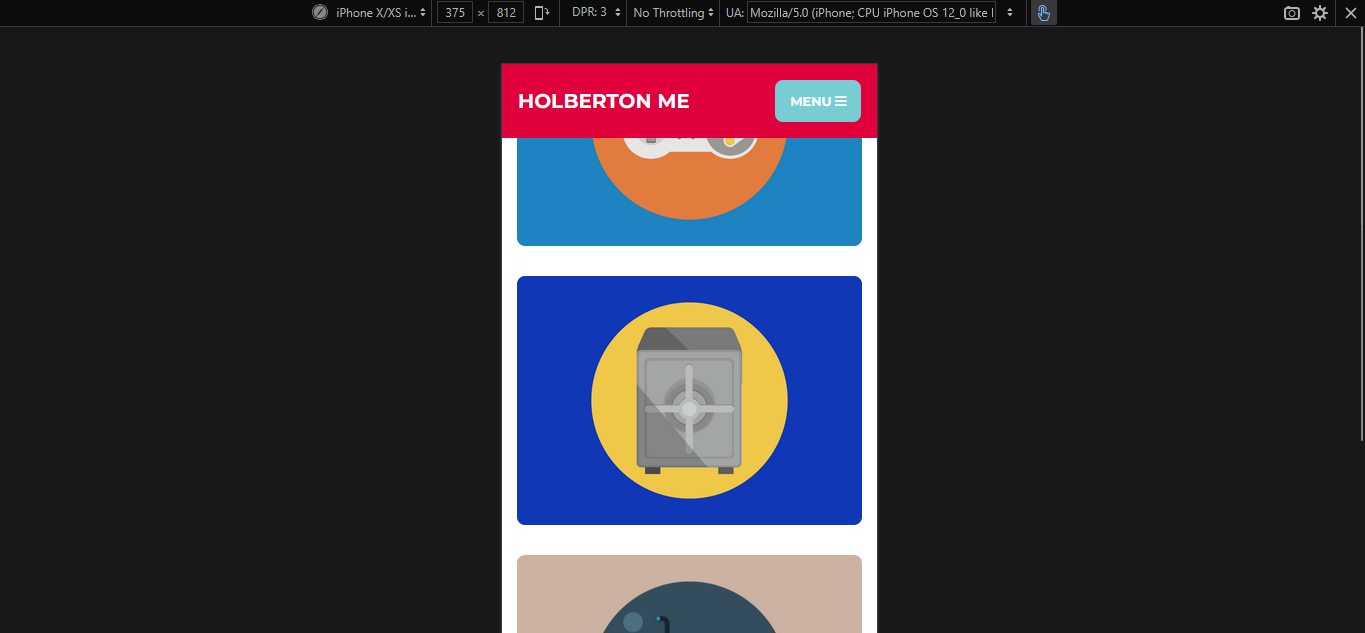 iPhone X/XS i... 375 × 812 DPR: 3 No Throttling UA: Mozilla/5.0 (iPhone; CPU iPhone OS 12_0 like
HOLBERTON ME
MENU